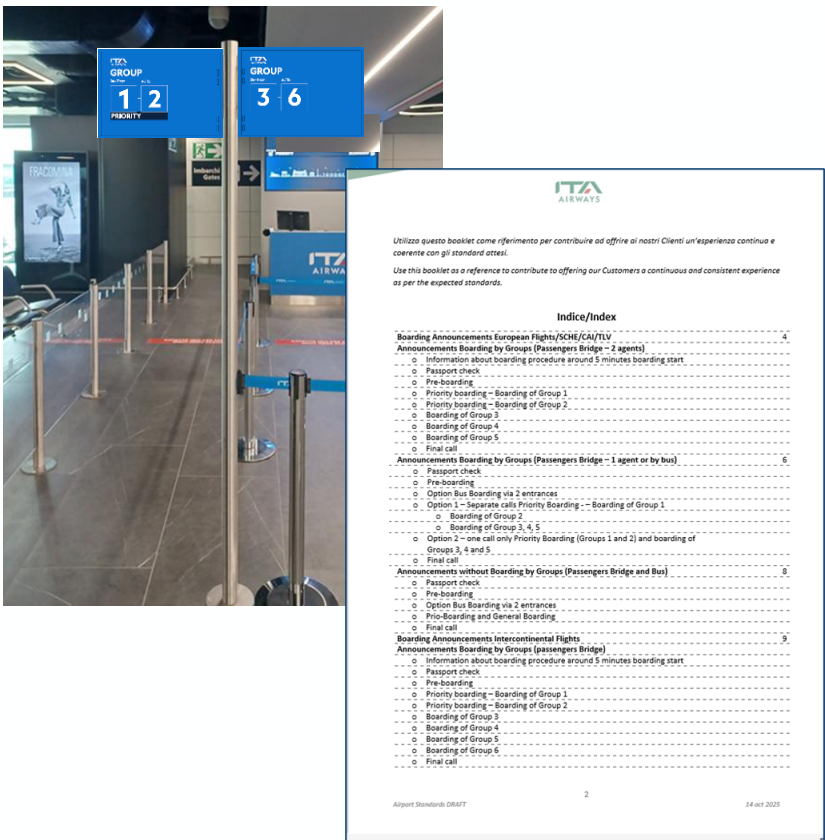 ITA
GROUP
1 - 2
PRIORITY
ITA
GROUP
3 - 6
FRACOMINA
Imbarchi
Gates
ITA
AIRWAYS
ITA
AIRWAYS
Utilizza questo booklet come riferimento per contribuire ad offrire ai nostri Clienti un'esperienza continua e
coerente con gli standard attesi.
Use this booklet as a reference to contribute to offering our Customers a continuous and consistent experience
as per the expected standards.
Indice/Index
Boarding Announcements European Flights/SCHE/CAI/TLV 4
Announcements Boarding by Groups (Passengers Bridge – 2 agents)
o Information about boarding procedure around 5 minutes boarding start
o Passport check
o Pre-boarding
o Priority boarding – Boarding of Group 1
o Priority boarding – Boarding of Group 2
o Boarding of Group 3
o Boarding of Group 4
o Boarding of Group 5
o Final call
Announcements Boarding by Groups (Passengers Bridge – 1 agent or by bus) 6
o Passport check
o Pre-boarding
o Option Bus Boarding via 2 entrances
o Option 1 – Separate calls Priority Boarding - – Boarding of Group 1
o Boarding of Group 2
o Boarding of Group 3, 4, 5
o Option 2 – one call only Priority Boarding (Groups 1 and 2) and boarding of
Groups 3, 4 and 5
o Final call
Announcements without Boarding by Groups (Passengers Bridge and Bus) 8
o Passport check
o Pre-boarding
o Option Bus Boarding via 2 entrances
o Prio-Boarding and General Boarding
o Final call
Boarding Announcements Intercontinental Flights 9
Announcements Boarding by Groups (passengers Bridge)
o Information about boarding procedure around 5 minutes boarding start
o Passport check
o Pre-boarding
o Priority boarding – Boarding of Group 1
o Priority boarding – Boarding of Group 2
o Boarding of Group 3
o Boarding of Group 4
o Boarding of Group 5
o Boarding of Group 6
o Final call
2
Airport Standards DRAFT 14 oct 2025